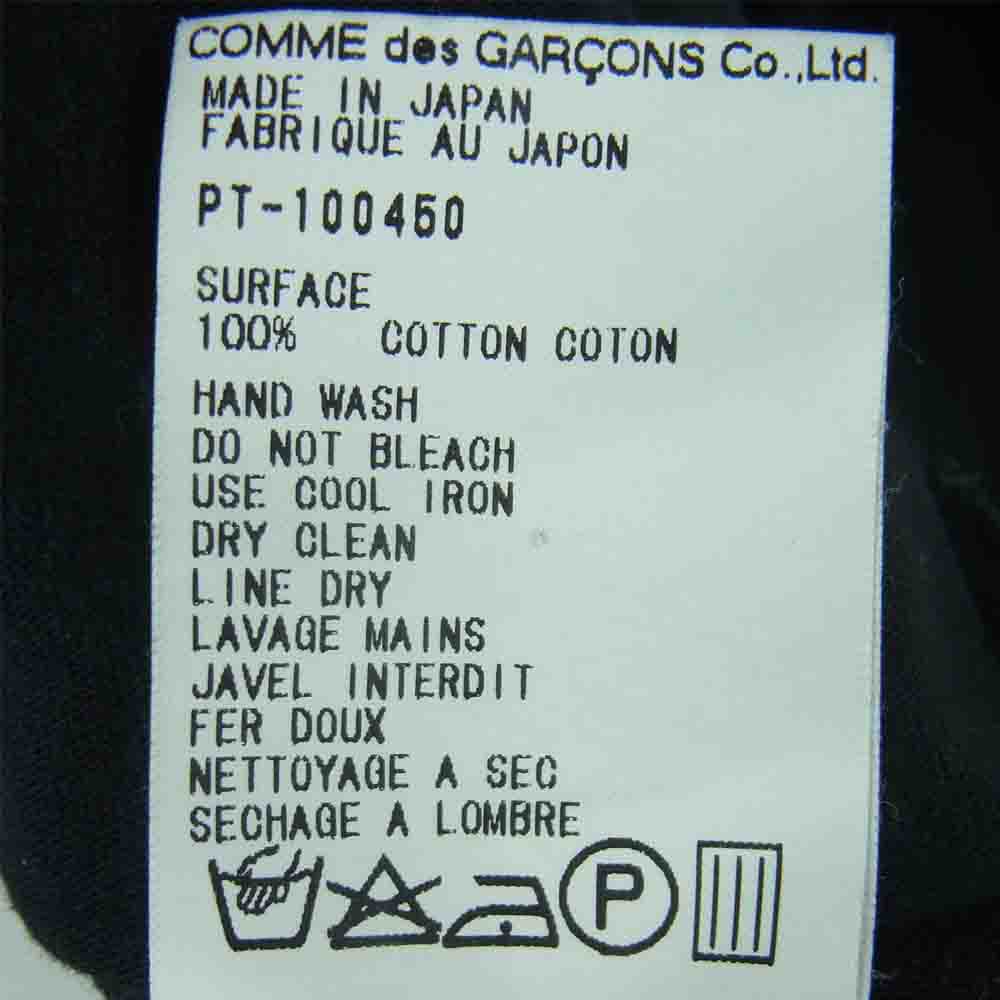 COMME des GARÇONS Co.,Ltd.
MADE IN JAPAN
FABRIQUE AU JAPON
PT-100450
SURFACE
100% COTTON COTON
HAND WASH
DO NOT BLEACH
USE COOL IRON
DRY CLEAN
LINE DRY
LAVAGE MAINS
JAVEL INTERDIT
FER DOUX
NETTOYAGE A SEC
SECHAGE A LOMBRE
P